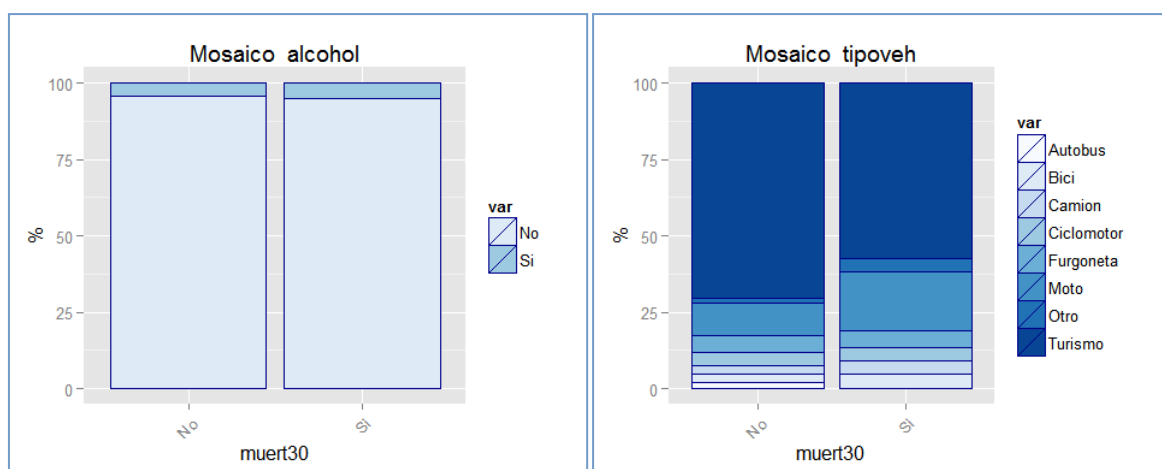 Mosaico alcohol
100
75
50
25
0
%
No
Si
muert30
var
No
Si
Mosaico tipoveh
100
75
50
25
0
%
No
Si
muert30
var
Autobus
Bici
Camion
Ciclomotor
Furgoneta
Moto
Otro
Turismo